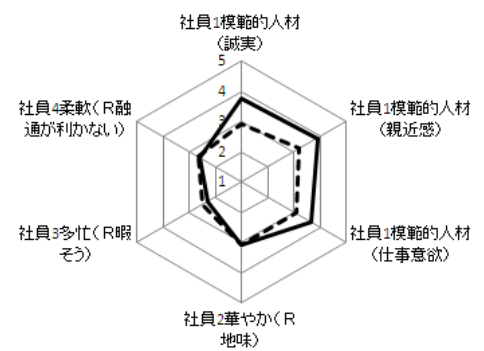 社員1模範的人材
（誠実）
5
4
3
2
1
社員1模範的人材
（親近感）
社員1模範的人材
（仕事意欲）
社員2華やか（R
地味）
社員3多忙（R暇
そう）
社員4柔軟（R融
通が利かない）